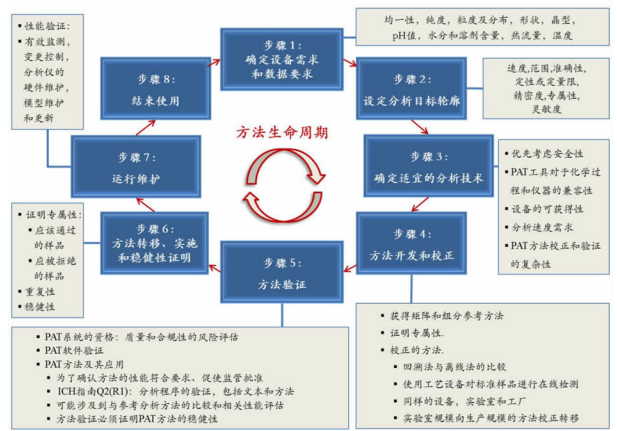 均一性，纯度，粒度及分布，形状，晶型，
pH值，水分和溶剂含量，热流量，温度
步骤1：
确定设备需求
和数据要求
速度,范围,准确性,
定性或定量限,
精密度,专属性,
灵敏度
步骤2：
设定分析目标轮廓
▪ 优先考虑安全性
▪ PAT工具对于化学过
程和仪器的兼容性
▪ 设备的可获得性
▪ 分析速度需求
▪ PAT方法校正和验证
的复杂性
步骤3：
确定适宜的分析技术
步骤4：
方法开发和校正
▪ 获得矩阵和组分参考方法
▪ 证明专属性.
▪ 校正的方法.
▪ 回溯法与离线法的比较
▪ 使用工艺设备对标准样品进行在线检测
▪ 同样的设备，实验室和工厂
▪ 实验室规模向生产规模的方法校正转移
步骤5：
方法验证
▪ PAT系统的资格：质量和合规性的风险评估
▪ PAT软件验证
▪ PAT方法及其应用
▪ 为了确认方法的性能符合要求、促使监管批准
▪ ICH指南Q2(R1)：分析程序的验证，包括文本和方法
▪ 可能涉及到与参考分析方法的比较和相关性能评估
▪ 方法验证必须证明PAT方法的稳健性
步骤6：
方法转移、实施
和稳健性证明
▪ 证明专属性：
▪ 应该通过
的样品
▪ 应被拒绝
的样品
▪ 重复性
▪ 稳健性
步骤7：
运行维护
▪ 性能验证：
▪ 有效监测，
变更控制，
分析仪的
硬件维护，
模型维护
和更新
步骤8：
结束使用
方法生命周期